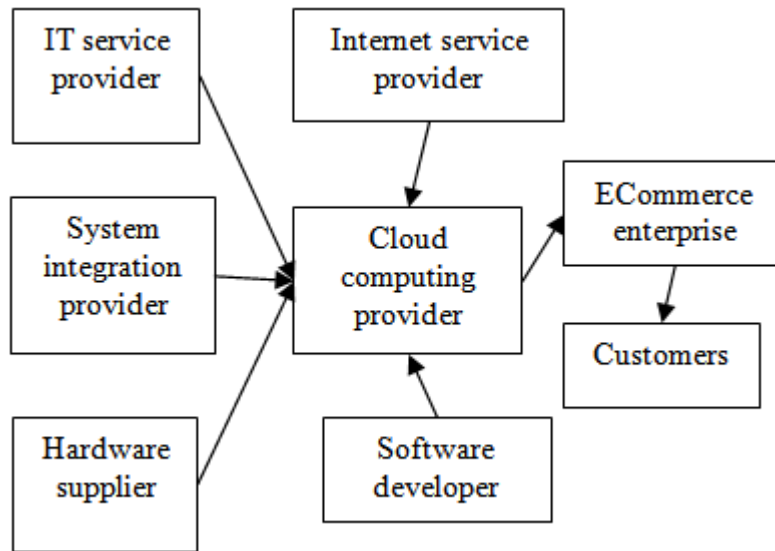 IT service
provider
Internet service
provider
System
integration
provider
Cloud
computing
provider
ECommerce
enterprise
Customers
Hardware
supplier
Software
developer